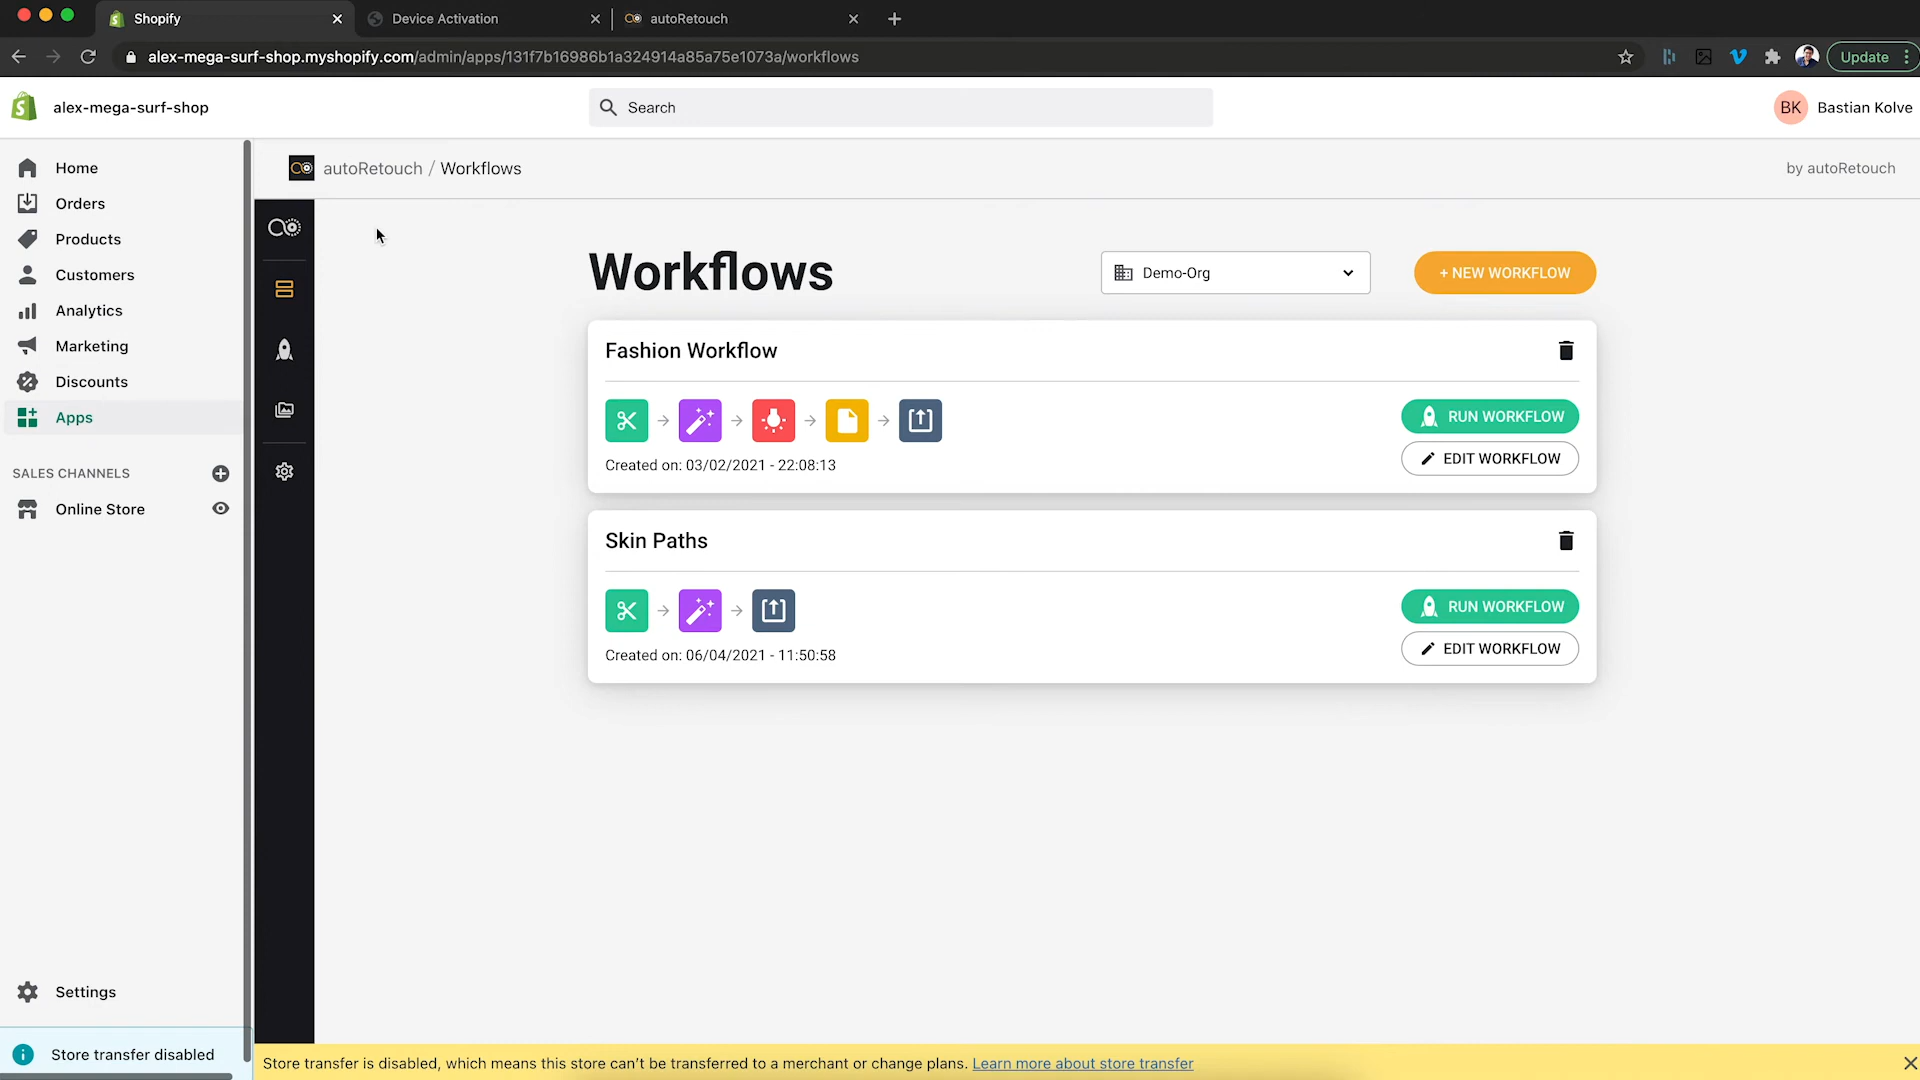 Shopify
Device Activation
autoRetouch
alex-mega-surf-shop.myshopify.com/admin/apps/131f7b16986b1a324914a85a75e1073a/workflows
Update
alex-mega-surf-shop
Search
BK
Bastian Kolve
Home
Orders
Products
Customers
Analytics
Marketing
Discounts
Apps
SALES CHANNELS
Online Store
Settings
Store transfer disabled
autoRetouch / Workflows
by autoRetouch
Workflows
Demo-Org
+ NEW WORKFLOW
Fashion Workflow
RUN WORKFLOW
EDIT WORKFLOW
Created on: 03/02/2021 - 22:08:13
Skin Paths
RUN WORKFLOW
EDIT WORKFLOW
Created on: 06/04/2021 - 11:50:58
Store transfer is disabled, which means this store can't be transferred to a merchant or change plans. Learn more about store transfer